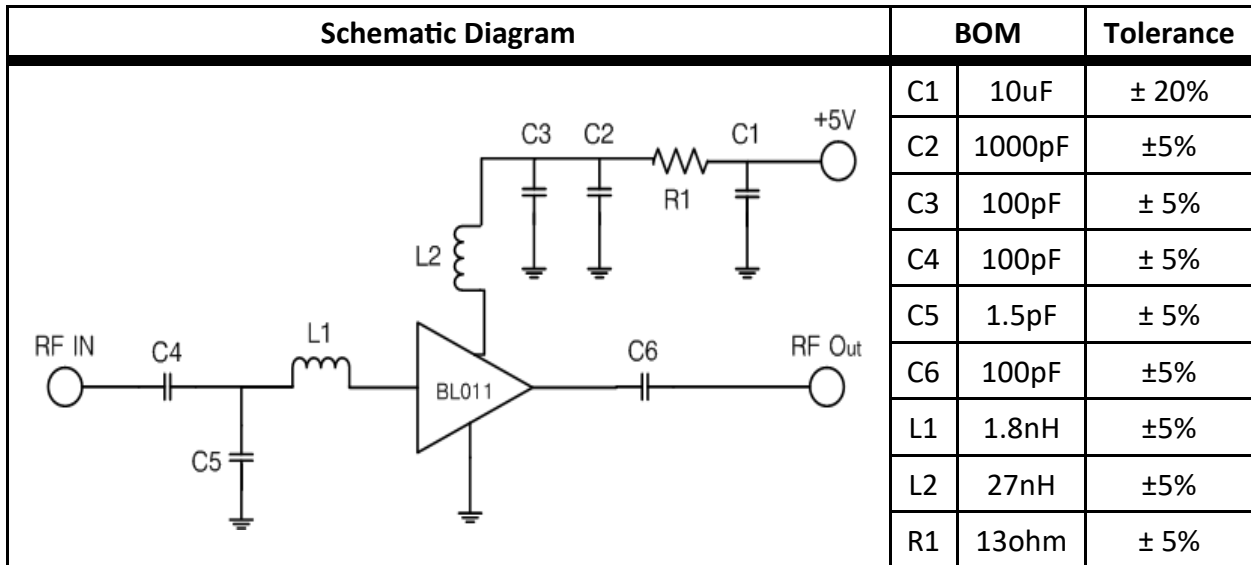 Schematic Diagram BOM Tolerance
C1 10uF ± 20%
C2 1000pF ±5%
C3 100pF ± 5%
C4 100pF ± 5%
C5 1.5pF ± 5%
C6 100pF ±5%
L1 1.8nH ±5%
L2 27nH ±5%
R1 13ohm ± 5%
C3 C2 C1 +5V
R1
L2
RF IN C4 L1 C6 RF Out
BL011
C5